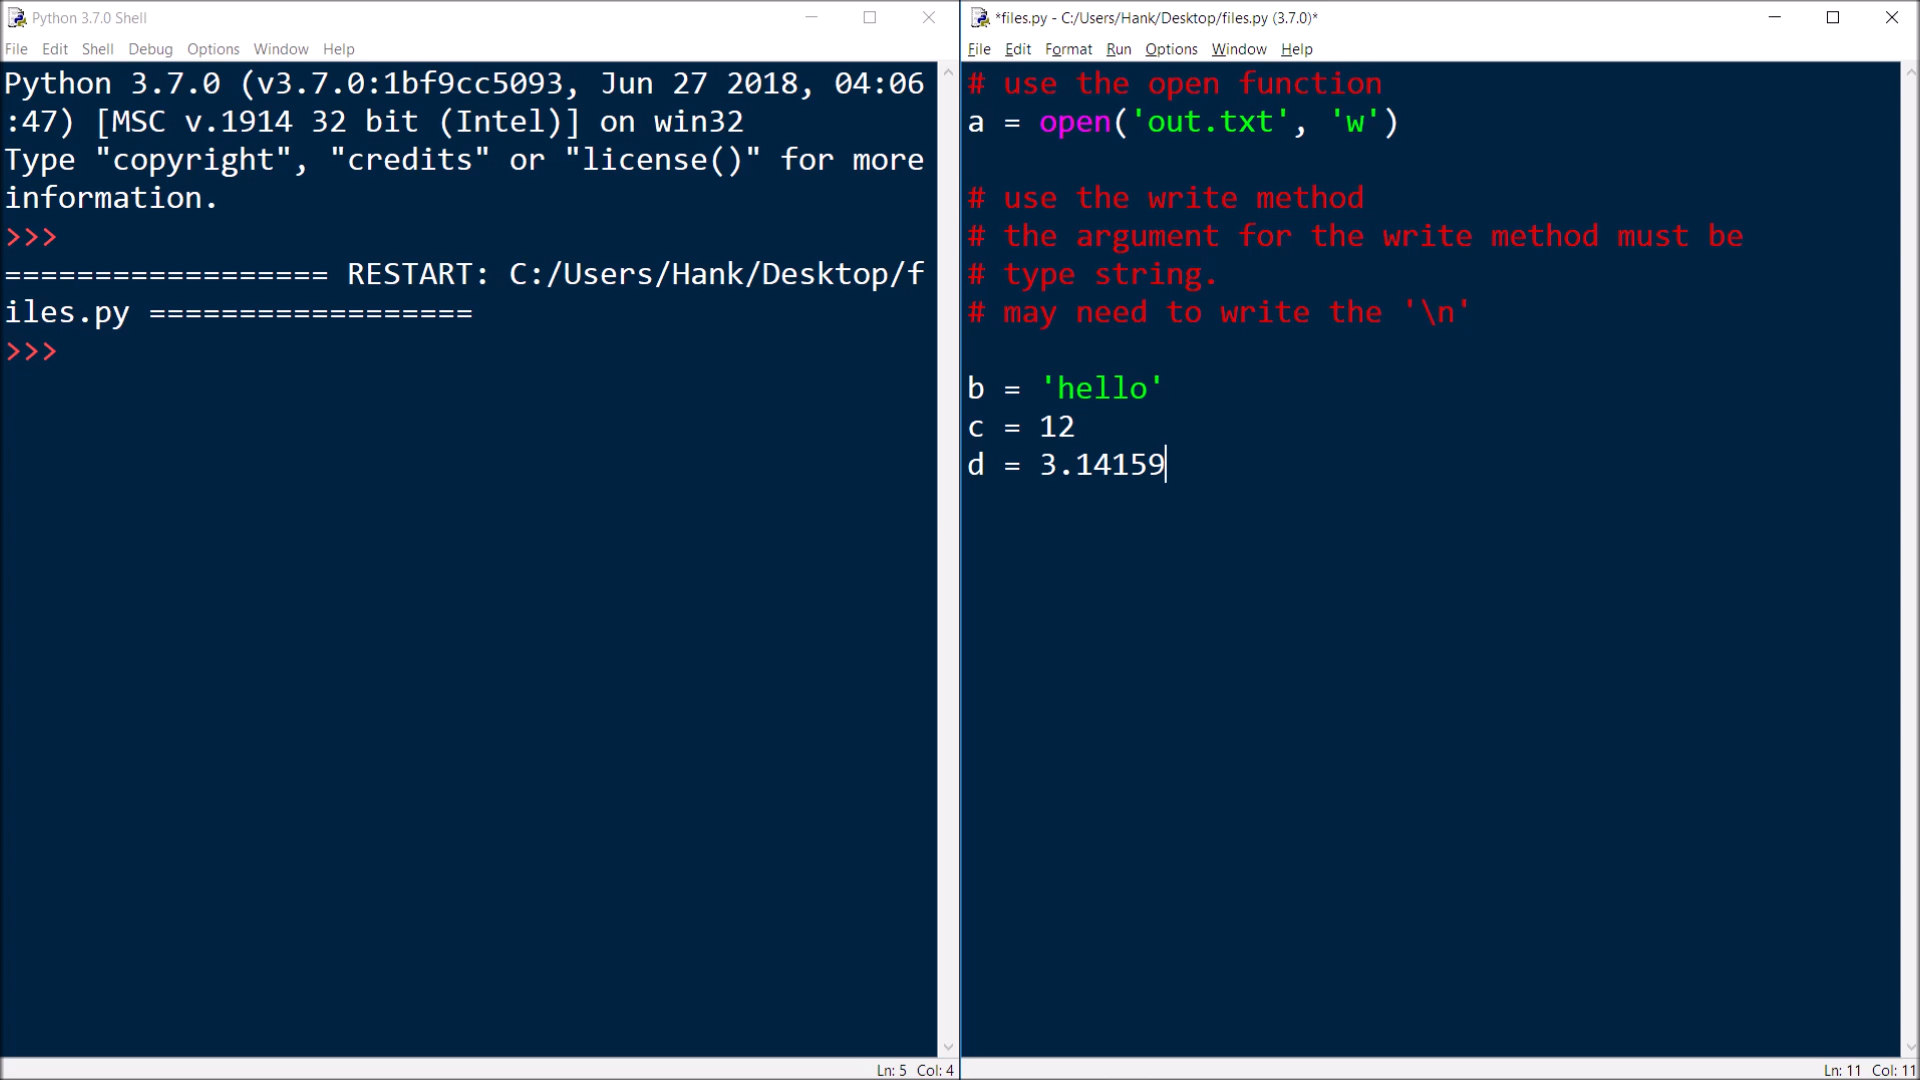 Python 3.7.0 Shell
File Edit Shell Debug Options Window Help
Python 3.7.0 (v3.7.0:1bf9cc5093, Jun 27 2018, 04:06
:47) [MSC v.1914 32 bit (Intel)] on win32
Type "copyright", "credits" or "license()" for more
information.
>>>
================== RESTART: C:/Users/Hank/Desktop/f
iles.py ==================
>>>
Ln: 5 Col: 4
*files.py - C:/Users/Hank/Desktop/files.py (3.7.0)*
File Edit Format Run Options Window Help
# use the open function
a = open('out.txt', 'w')
# use the write method
# the argument for the write method must be
# type string.
# may need to write the '\n'
b = 'hello'
c = 12
d = 3.14159
Ln: 11 Col: 11